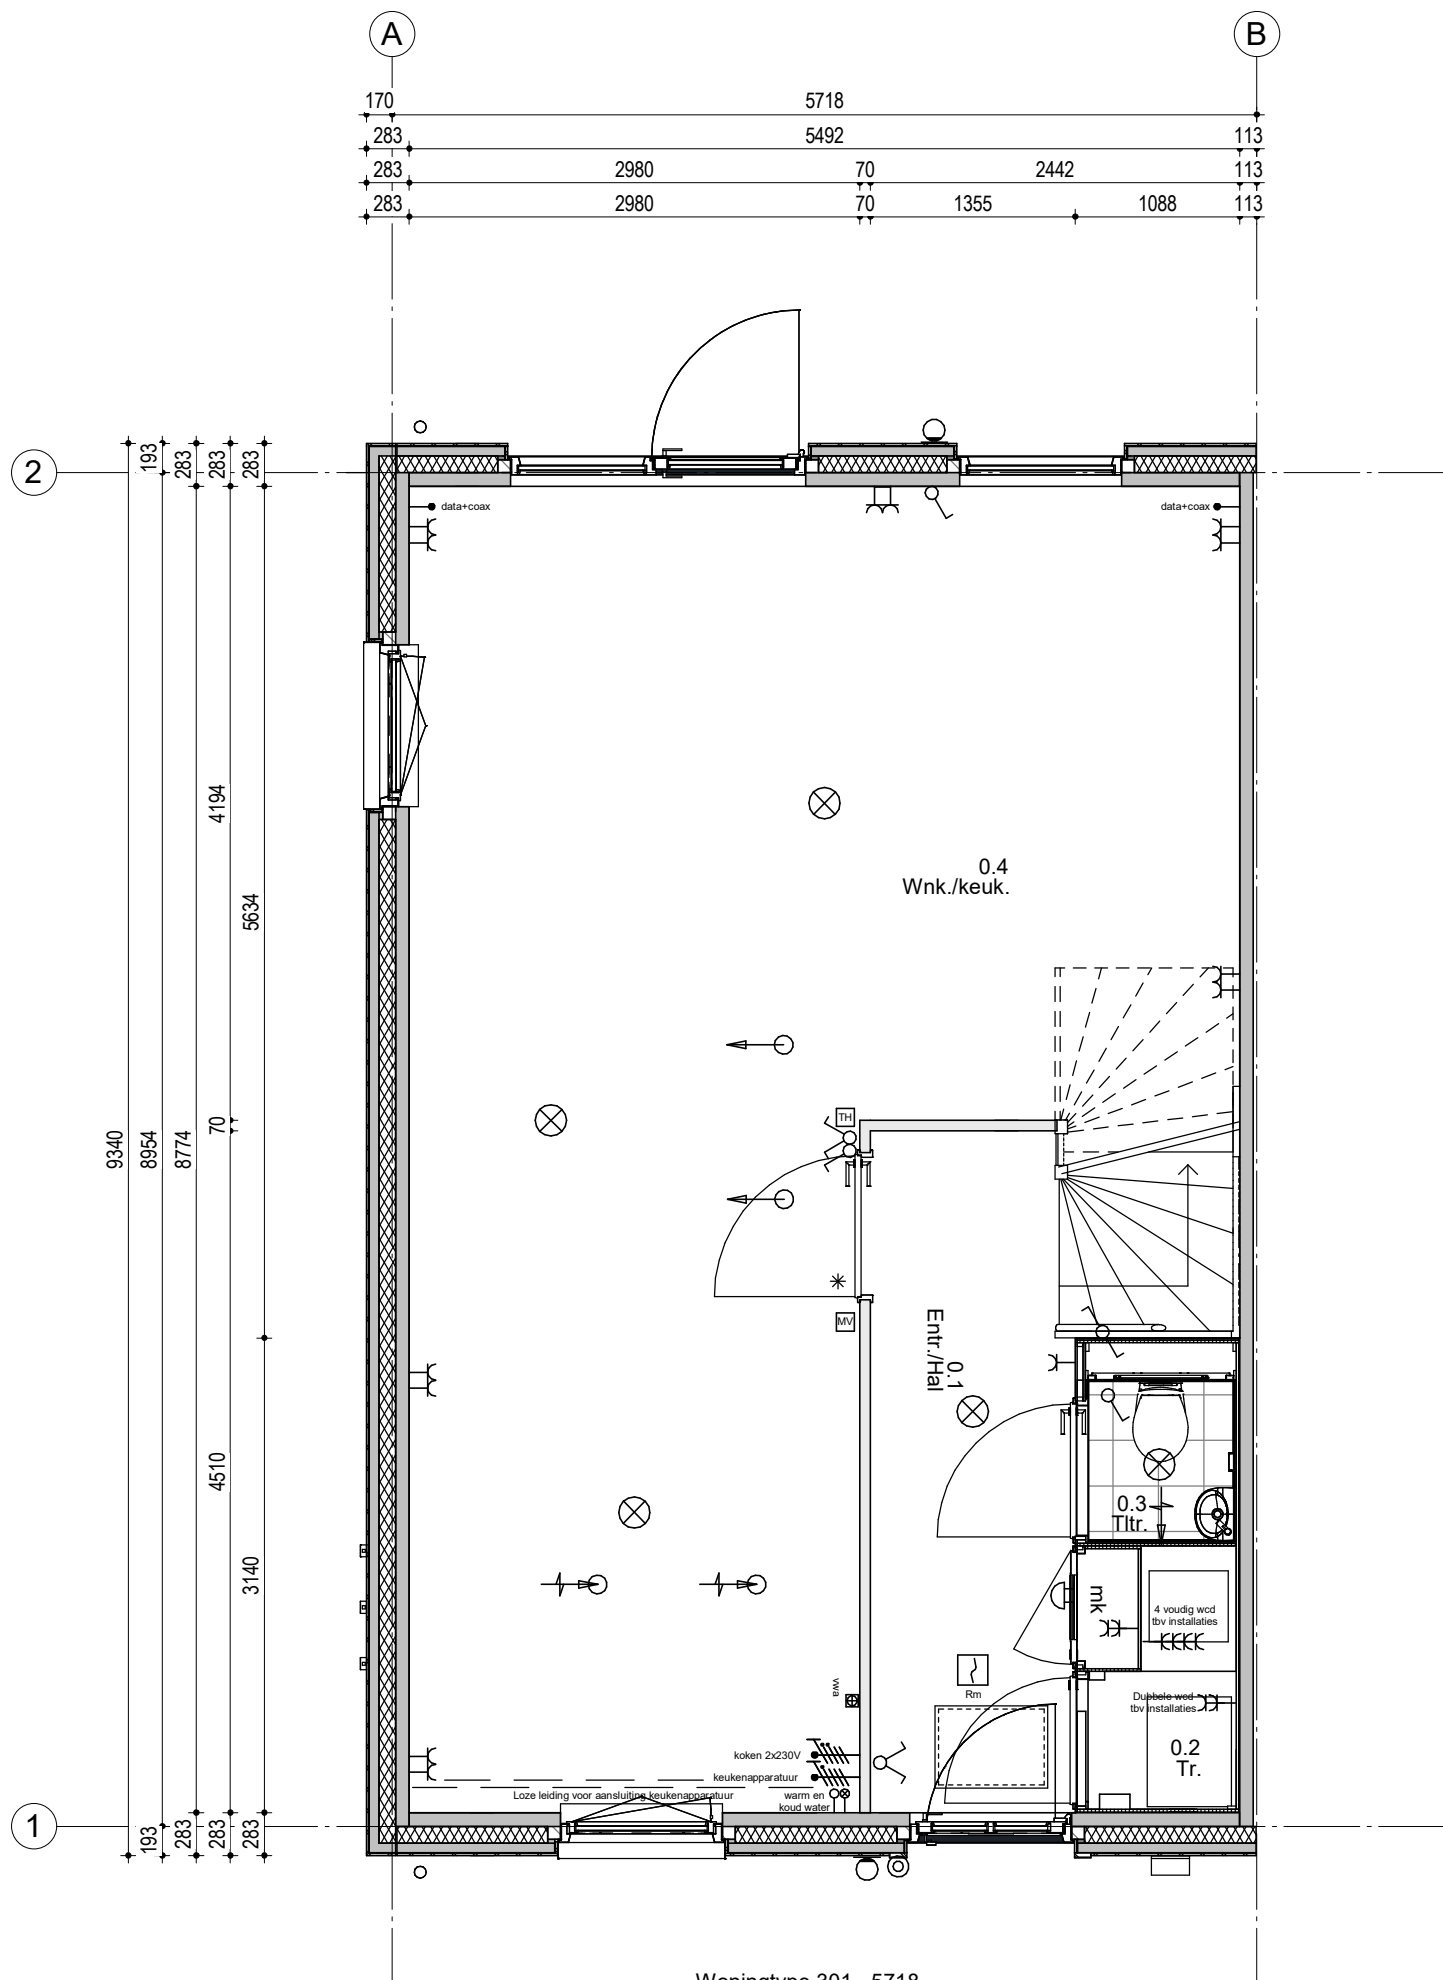 A
B
170
5718
283
5492
113
283
2980
70
2442
113
283
2980
70
1355
1088
113
2
193
283
283
283
data+coax
data+coax
4194
5634
0.4
Wnk./keuk.
TH
70
9340
8954
8774
MV
Entr./Hal
0.1
4510
0.3
Tltr.
3140
mk
4 voudig wcd
tbv installaties
Rm
vwa
Dubbele wcd
tbv installaties
0.2
Tr.
koken 2x230V
keukenapparatuur
Loze leiding voor aansluiting keukenapparatuur
warm en
koud water
1
193
283
283
283
Woningtype 301 - 5718